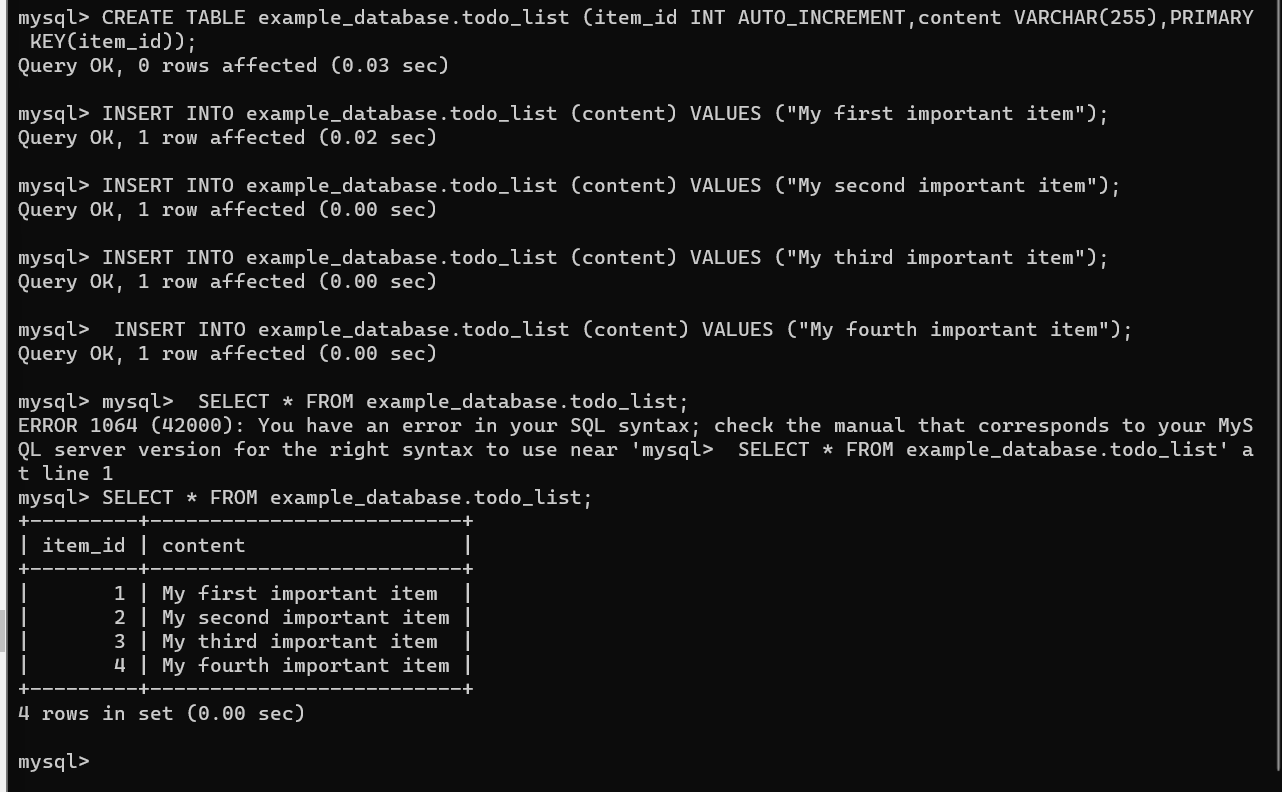 mysql> CREATE TABLE example_database.todo_list (item_id INT AUTO_INCREMENT,content VARCHAR(255),PRIMARY
 KEY(item_id));
Query OK, 0 rows affected (0.03 sec)

mysql> INSERT INTO example_database.todo_list (content) VALUES ("My first important item");
Query OK, 1 row affected (0.02 sec)

mysql> INSERT INTO example_database.todo_list (content) VALUES ("My second important item");
Query OK, 1 row affected (0.00 sec)

mysql> INSERT INTO example_database.todo_list (content) VALUES ("My third important item");
Query OK, 1 row affected (0.00 sec)

mysql>  INSERT INTO example_database.todo_list (content) VALUES ("My fourth important item");
Query OK, 1 row affected (0.00 sec)

mysql> mysql>  SELECT * FROM example_database.todo_list;
ERROR 1064 (42000): You have an error in your SQL syntax; check the manual that corresponds to your MyS
QL server version for the right syntax to use near 'mysql>  SELECT * FROM example_database.todo_list' a
t line 1
mysql> SELECT * FROM example_database.todo_list;
+---------+--------------------------+
| item_id | content                  |
+---------+--------------------------+
|       1 | My first important item  |
|       2 | My second important item |
|       3 | My third important item  |
|       4 | My fourth important item |
+---------+--------------------------+
4 rows in set (0.00 sec)

mysql>